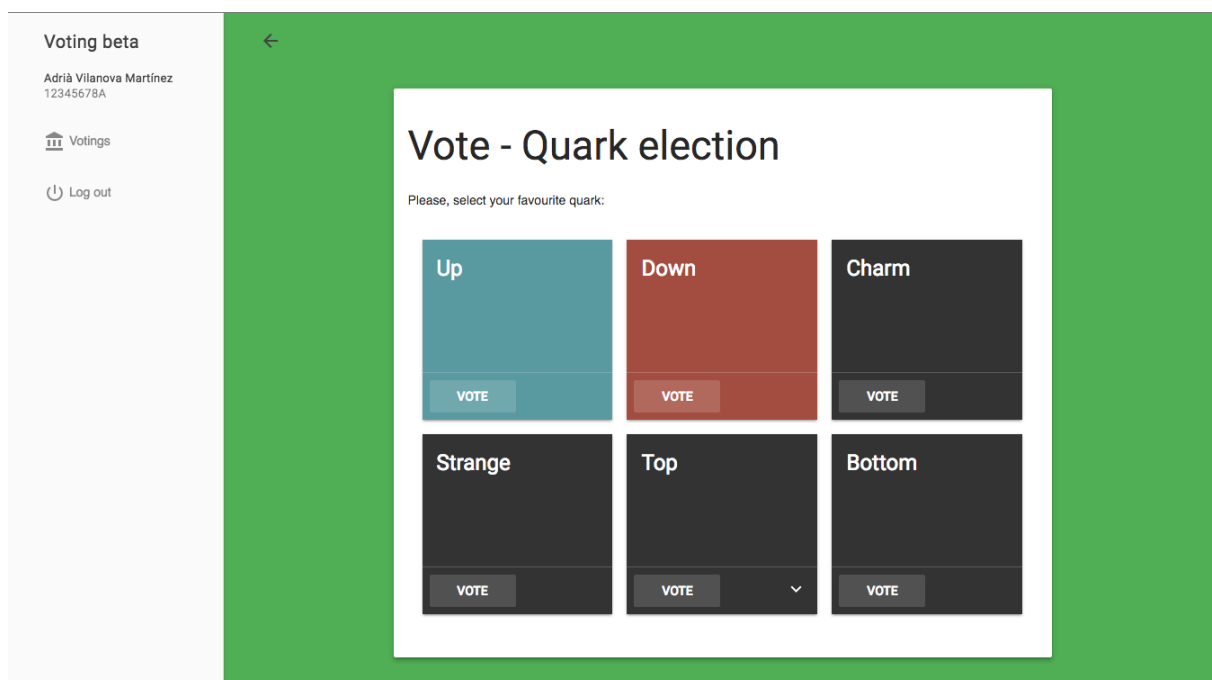 Voting beta
Adrià Vilanova Martínez
12345678A
Votings
Log out
Vote - Quark election
Please, select your favourite quark:
Up
Down
Charm
VOTE
VOTE
VOTE
Strange
Top
Bottom
VOTE
VOTE
VOTE